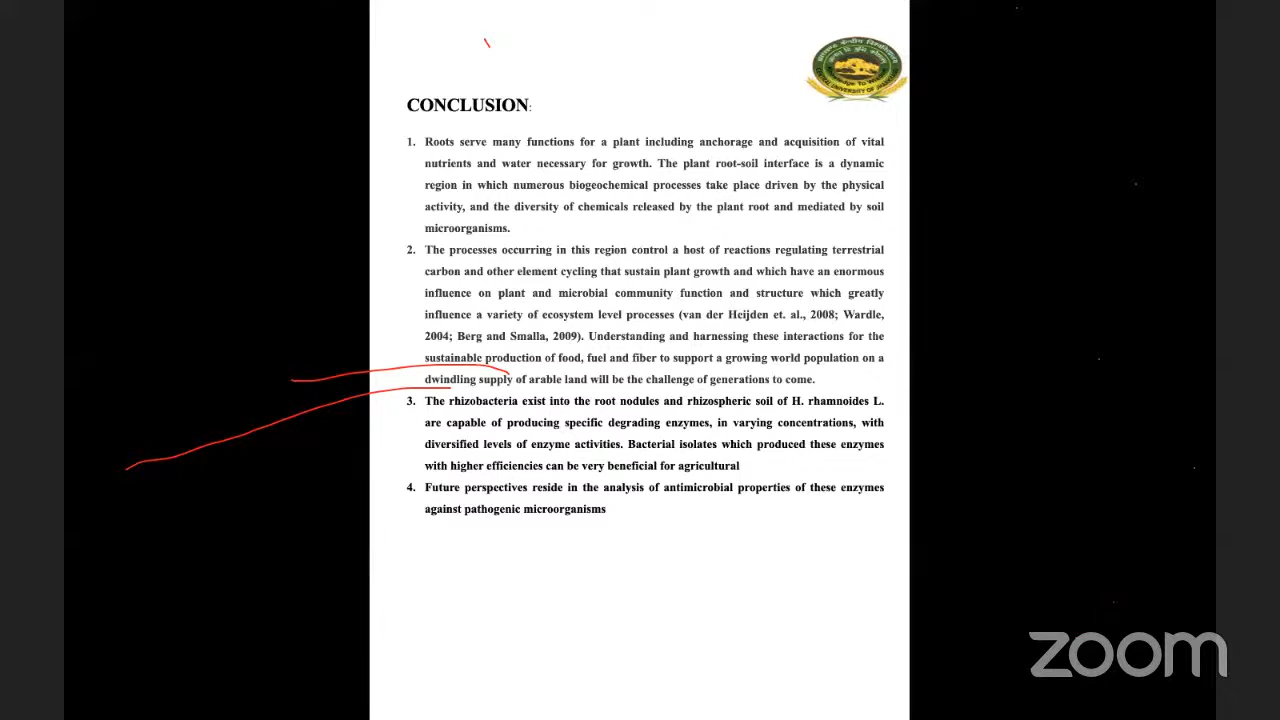 CONCLUSION:
1. Roots serve many functions for a plant including anchorage and acquisition of vital
nutrients and water necessary for growth. The plant root-soil interface is a dynamic
region in which numerous biogeochemical processes take place driven by the physical
activity, and the diversity of chemicals released by the plant root and mediated by soil
microorganisms.
2. The processes occurring in this region control a host of reactions regulating terrestrial
carbon and other element cycling that sustain plant growth and which have an enormous
influence on plant and microbial community function and structure which greatly
influence a variety of ecosystem level processes (van der Heijden et. al., 2008; Wardle,
2004; Berg and Smalla, 2009). Understanding and harnessing these interactions for the
sustainable production of food, fuel and fiber to support a growing world population on a
dwindling supply of arable land will be the challenge of generations to come.
3. The rhizobacteria exist into the root nodules and rhizospheric soil of H. rhamnoides L.
are capable of producing specific degrading enzymes, in varying concentrations, with
diversified levels of enzyme activities. Bacterial isolates which produced these enzymes
with higher efficiencies can be very beneficial for agricultural
4. Future perspectives reside in the analysis of antimicrobial properties of these enzymes
against pathogenic microorganisms
zoom